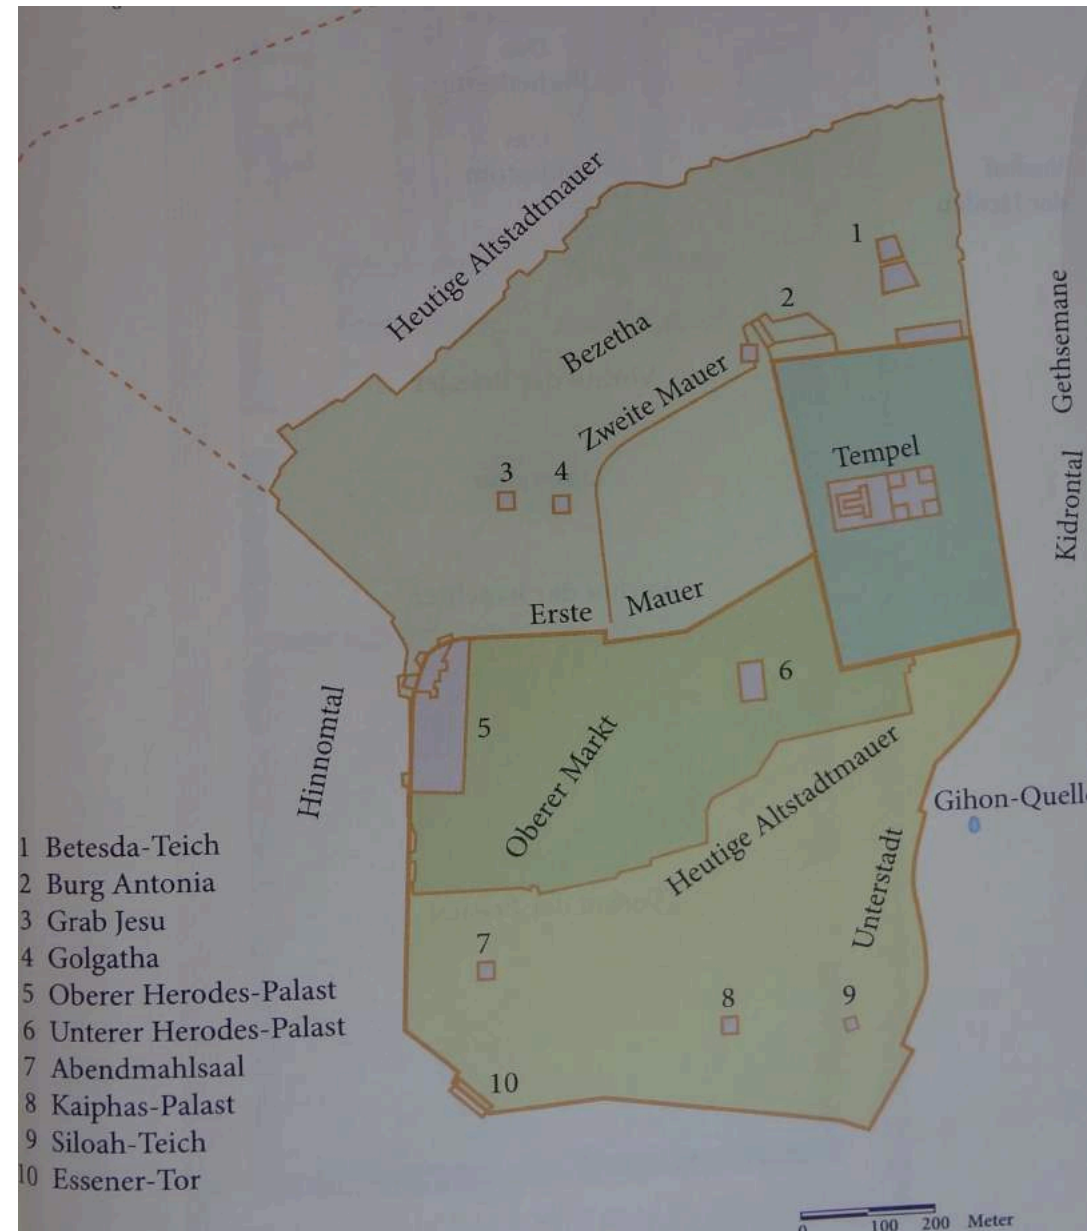 Heutige Altstadtmauer
1
2
Bezetha
Zweite Mauer
Gethsemane
3
4
Tempel
Kidrontal
Erste Mauer
6
Hinnomtal
5
Oberer Markt
Heutige Altstadtmauer
Gihon-Quell
Unterstadt
7
8
9
10
1 Betesda-Teich
2 Burg Antonia
3 Grab Jesu
4 Golgatha
5 Oberer Herodes-Palast
6 Unterer Herodes-Palast
7 Abendmahlsaal
8 Kaiphas-Palast
9 Siloah-Teich
10 Essener-Tor
0 100 200 Meter